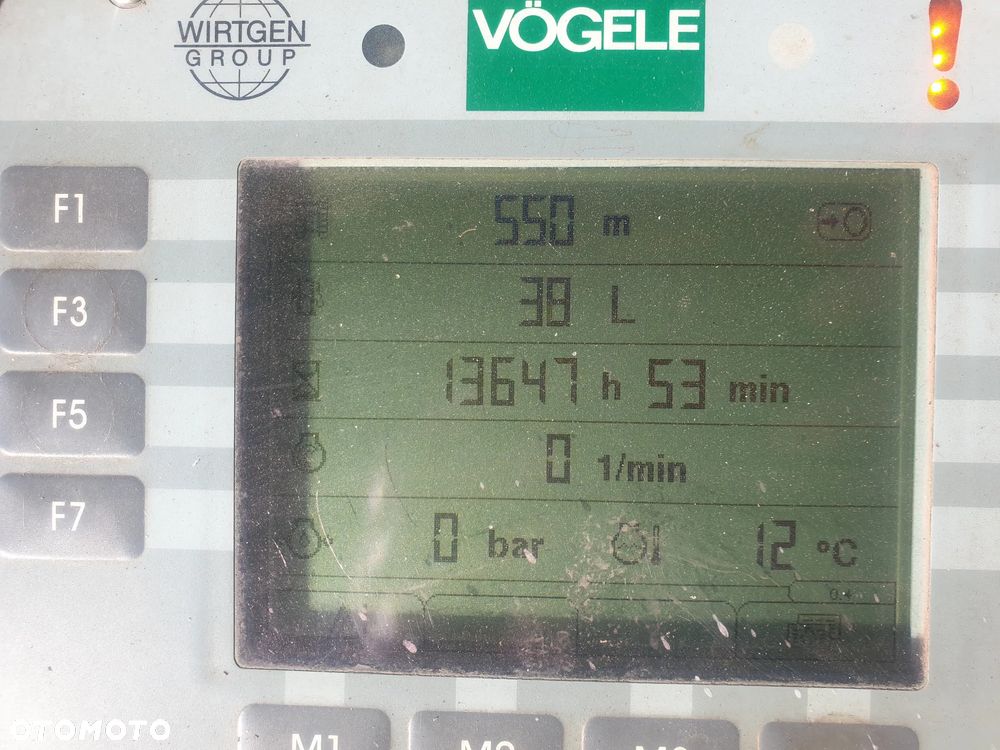 WIRTGEN
GROUP
VÖGELE
F1
550 m
F3
38 L
F5
13647 h 53 min
0 1/min
F7
0 bar 12 °C
M1
OTOMOTO